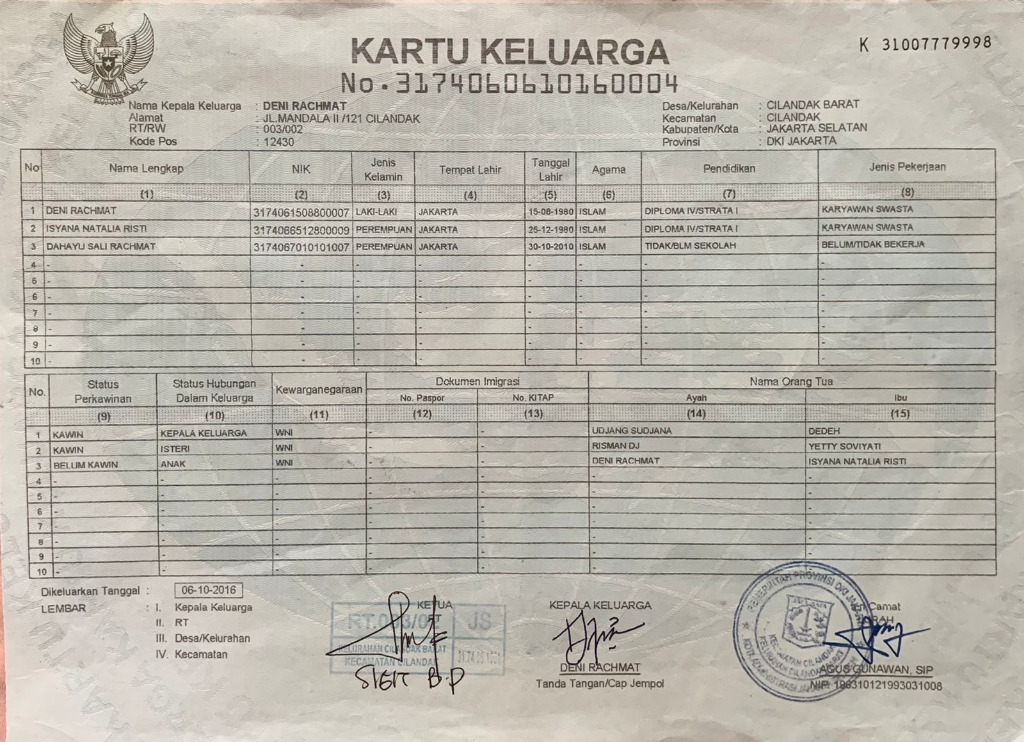 KARTU KELUARGA
No.3174060610160004
K 31007779998
Nama Kepala Keluarga : DENI RACHMAT
Alamat : JL.MANDALA II /121 CILANDAK
RT/RW : 003/002
Kode Pos : 12430
Desa/Kelurahan : CILANDAK BARAT
Kecamatan : CILANDAK
Kabupaten/Kota : JAKARTA SELATAN
Provinsi : DKI JAKARTA
No Nama Lengkap NIK Jenis Kelamin Tempat Lahir Tanggal Lahir Agama Pendidikan Jenis Pekerjaan
(1) (2) (3) (4) (5) (6) (7) (8)
1 DENI RACHMAT 3174061508800007 LAKI-LAKI JAKARTA 15-08-1980 ISLAM DIPLOMA IV/STRATA I KARYAWAN SWASTA
2 ISYANA NATALIA RISTI 3174066512800009 PEREMPUAN JAKARTA 25-12-1980 ISLAM DIPLOMA IV/STRATA I KARYAWAN SWASTA
3 DAHAYU SALI RACHMAT 3174067010101007 PEREMPUAN JAKARTA 30-10-2010 ISLAM TIDAK/BLM SEKOLAH BELUM/TIDAK BEKERJA
4 - - - - - - - -
5 - - - - - - - -
6 - - - - - - - -
7 - - - - - - - -
8 - - - - - - - -
9 - - - - - - - -
10 - - - - - - - -
No. Status Perkawinan Status Hubungan Dalam Keluarga Kewarganegaraan Dokumen Imigrasi Nama Orang Tua
No. Paspor No. KITAP Ayah Ibu
(9) (10) (11) (12) (13) (14) (15)
1 KAWIN KEPALA KELUARGA WNI - - UDJANG SUDJANA DEDEH
2 KAWIN ISTERI WNI - - RISMAN DJ YETTY SOVIYATI
3 BELUM KAWIN ANAK WNI - - DENI RACHMAT ISYANA NATALIA RISTI
4 - - - - - - -
5 - - - - - - -
6 - - - - - - -
7 - - - - - - -
8 - - - - - - -
9 - - - - - - -
10 - - - - - - -
Dikeluarkan Tanggal : 06-10-2016
LEMBAR : I. Kepala Keluarga
II. RT
III. Desa/Kelurahan
IV. Kecamatan
KETUA
RT.003/02 JS
KELURAHAN CILANDAK BARAT
KECAMATAN CILANDAK
SIGIT B.P
KEPALA KELUARGA
DENI RACHMAT
Tanda Tangan/Cap Jempol
PEMERINTAH PROVINSI DKI
KECAMATAN CILANDAK
Camat
AGUS GUNAWAN, SIP
NIP. 196310121993031008